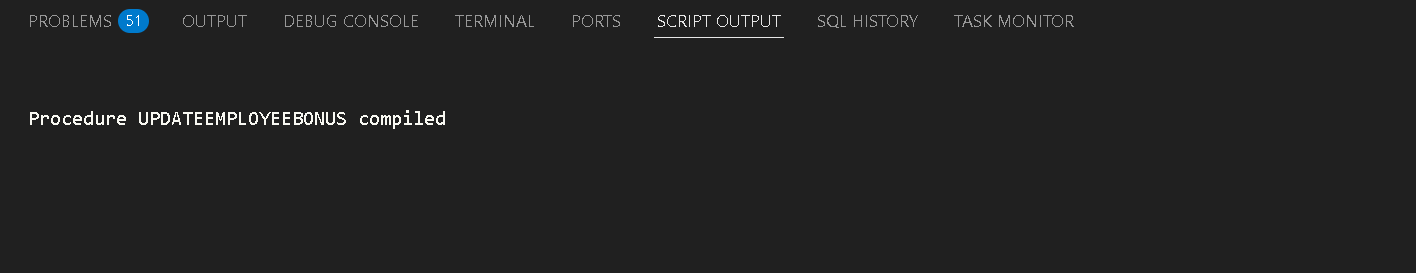 PROBLEMS 51 OUTPUT DEBUG CONSOLE TERMINAL PORTS SCRIPT OUTPUT SQL HISTORY TASK MONITOR
Procedure UPDATEEMPLOYEEBONUS compiled